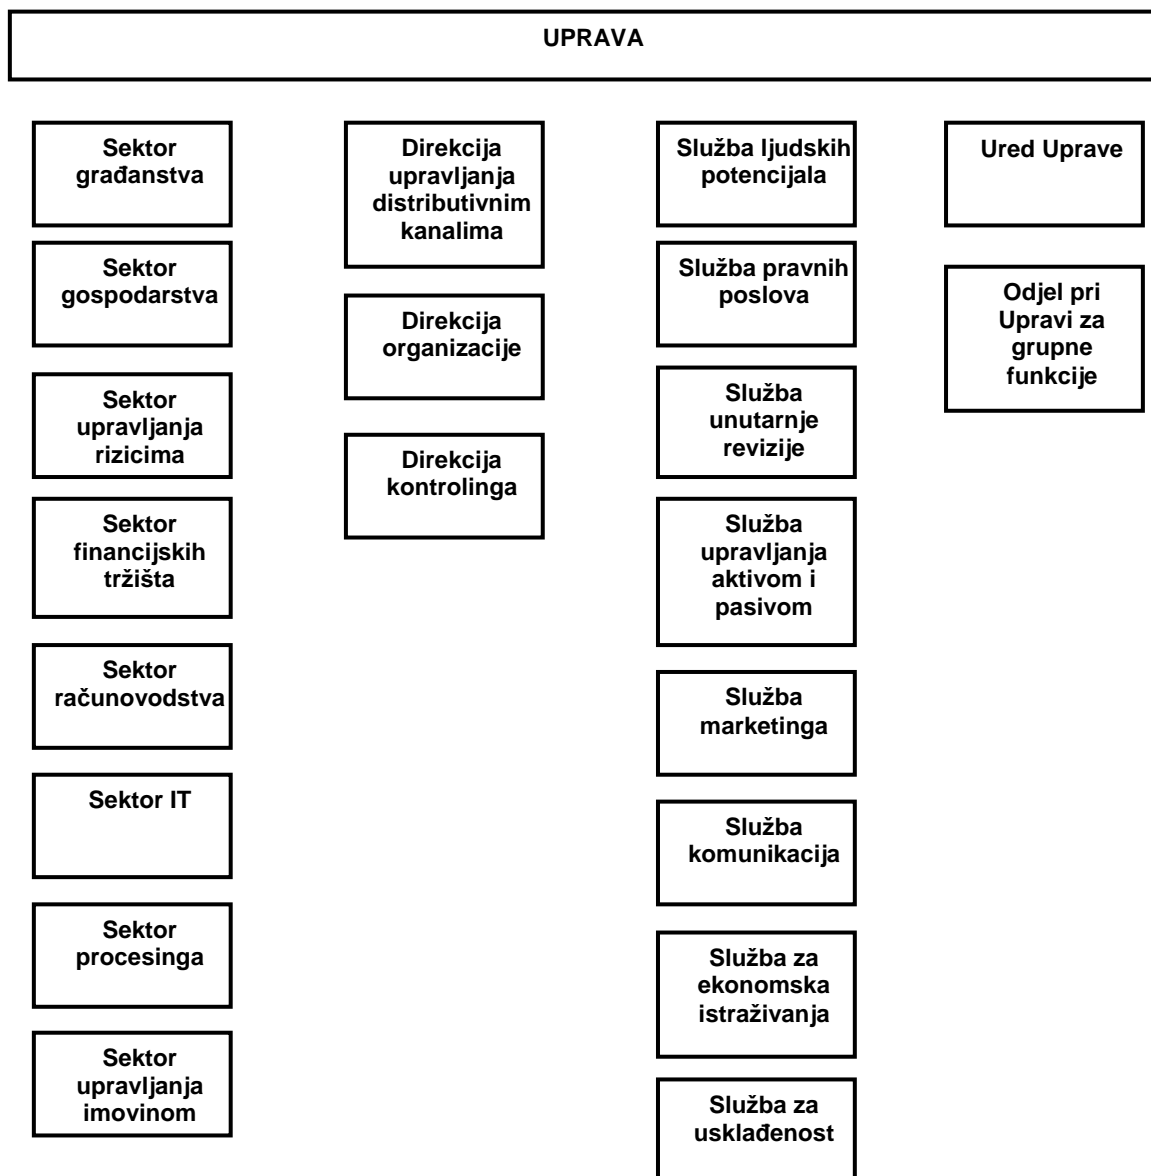 UPRAVA
Sektor
građanstva
Sektor
gospodarstva
Sektor
upravljanja
rizicima
Sektor
financijskih
tržišta
Sektor
računovodstva
Sektor IT
Sektor
procesinga
Sektor
upravljanja
imovinom
Direkcija
upravljanja
distributivnim
kanalima
Direkcija
organizacije
Direkcija
kontrolinga
Služba ljudskih
potencijala
Služba pravnih
poslova
Služba
unutarnje
revizije
Služba
upravljanja
aktivom i
pasivom
Služba
marketinga
Služba
komunikacija
Služba za
ekonomska
istraživanja
Služba za
usklađenost
Ured Uprave
Odjel pri
Upravi za
grupne
funkcije